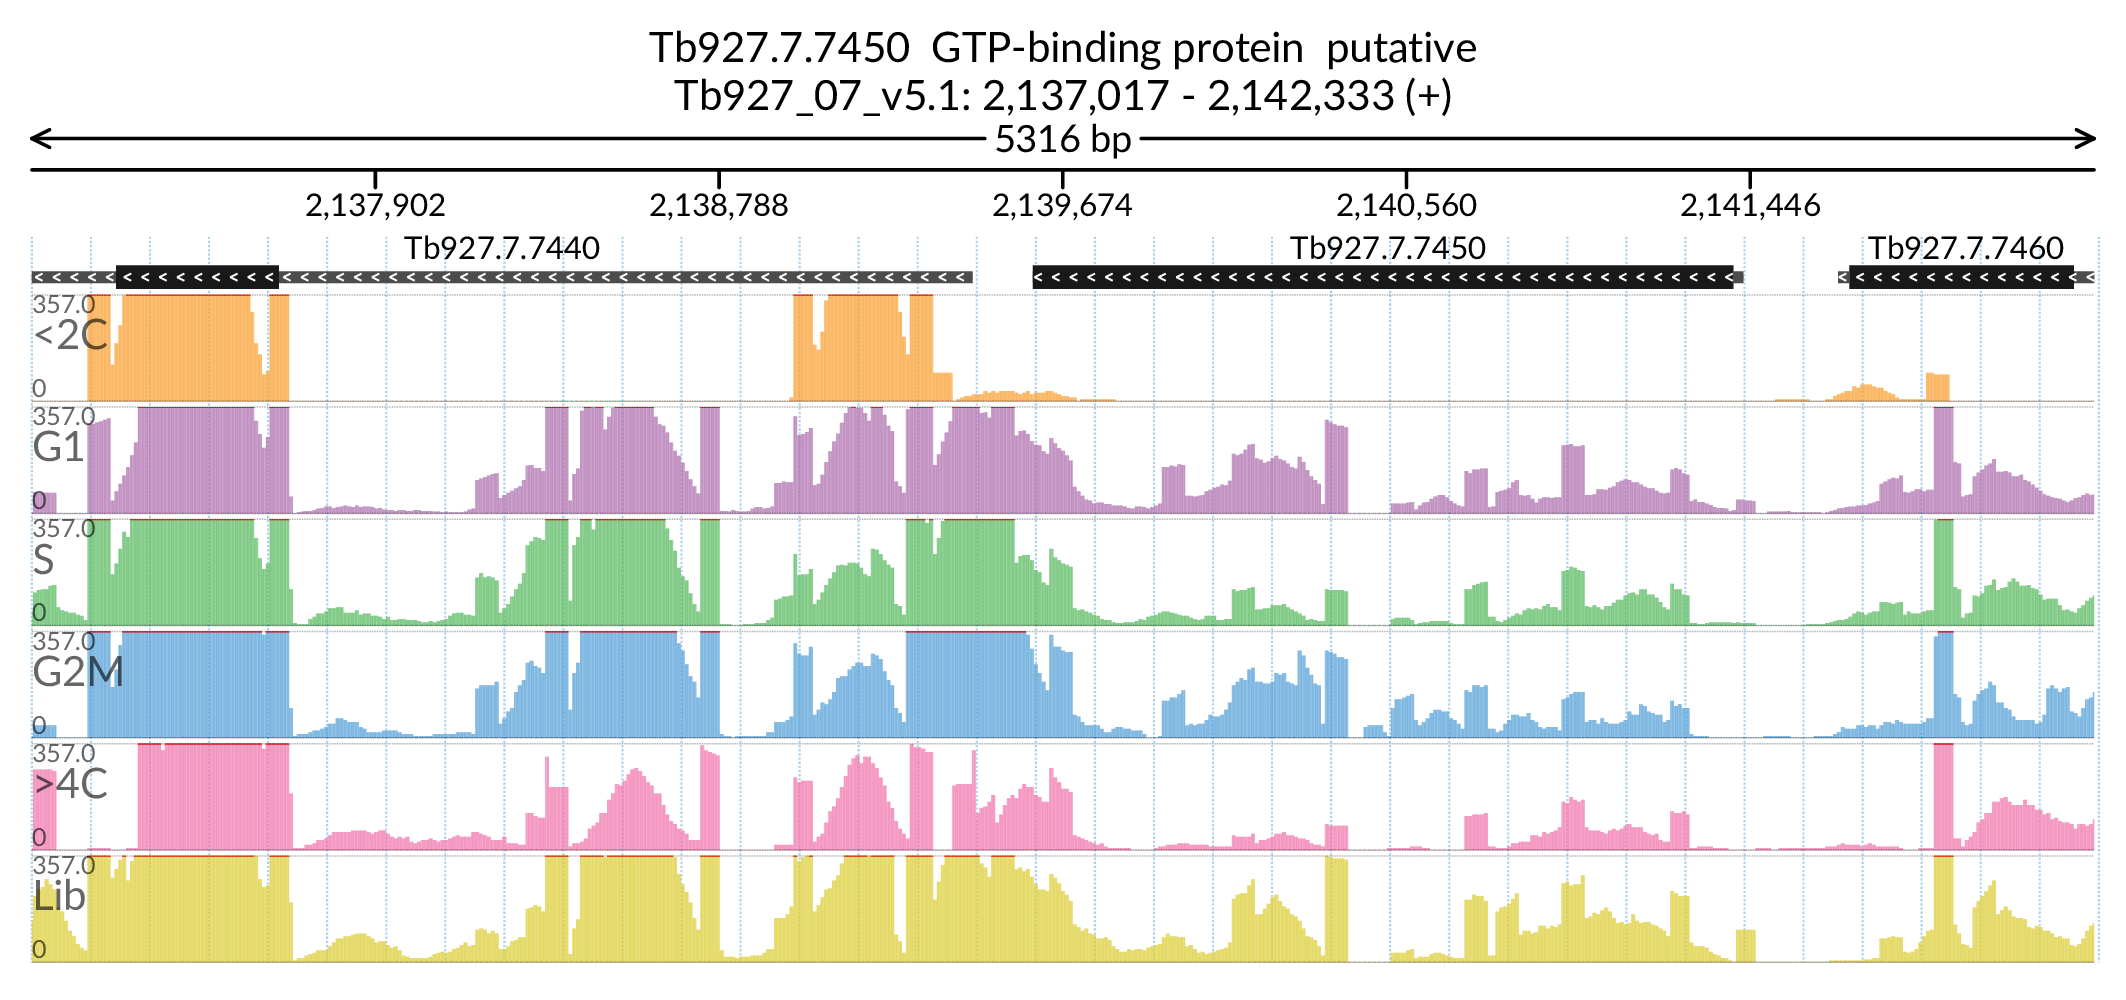 Tb927.7.7450 GTP-binding protein putative
Tb927_07_v5.1: 2,137,017 - 2,142,333 (+)
5316 bp
2,137,902 2,138,788 2,139,674 2,140,560 2,141,446
Tb927.7.7440 Tb927.7.7450 Tb927.7.7460
357.0
<2C
0
357.0
G1
0
357.0
S
0
357.0
G2M
0
357.0
>4C
0
357.0
Lib
0